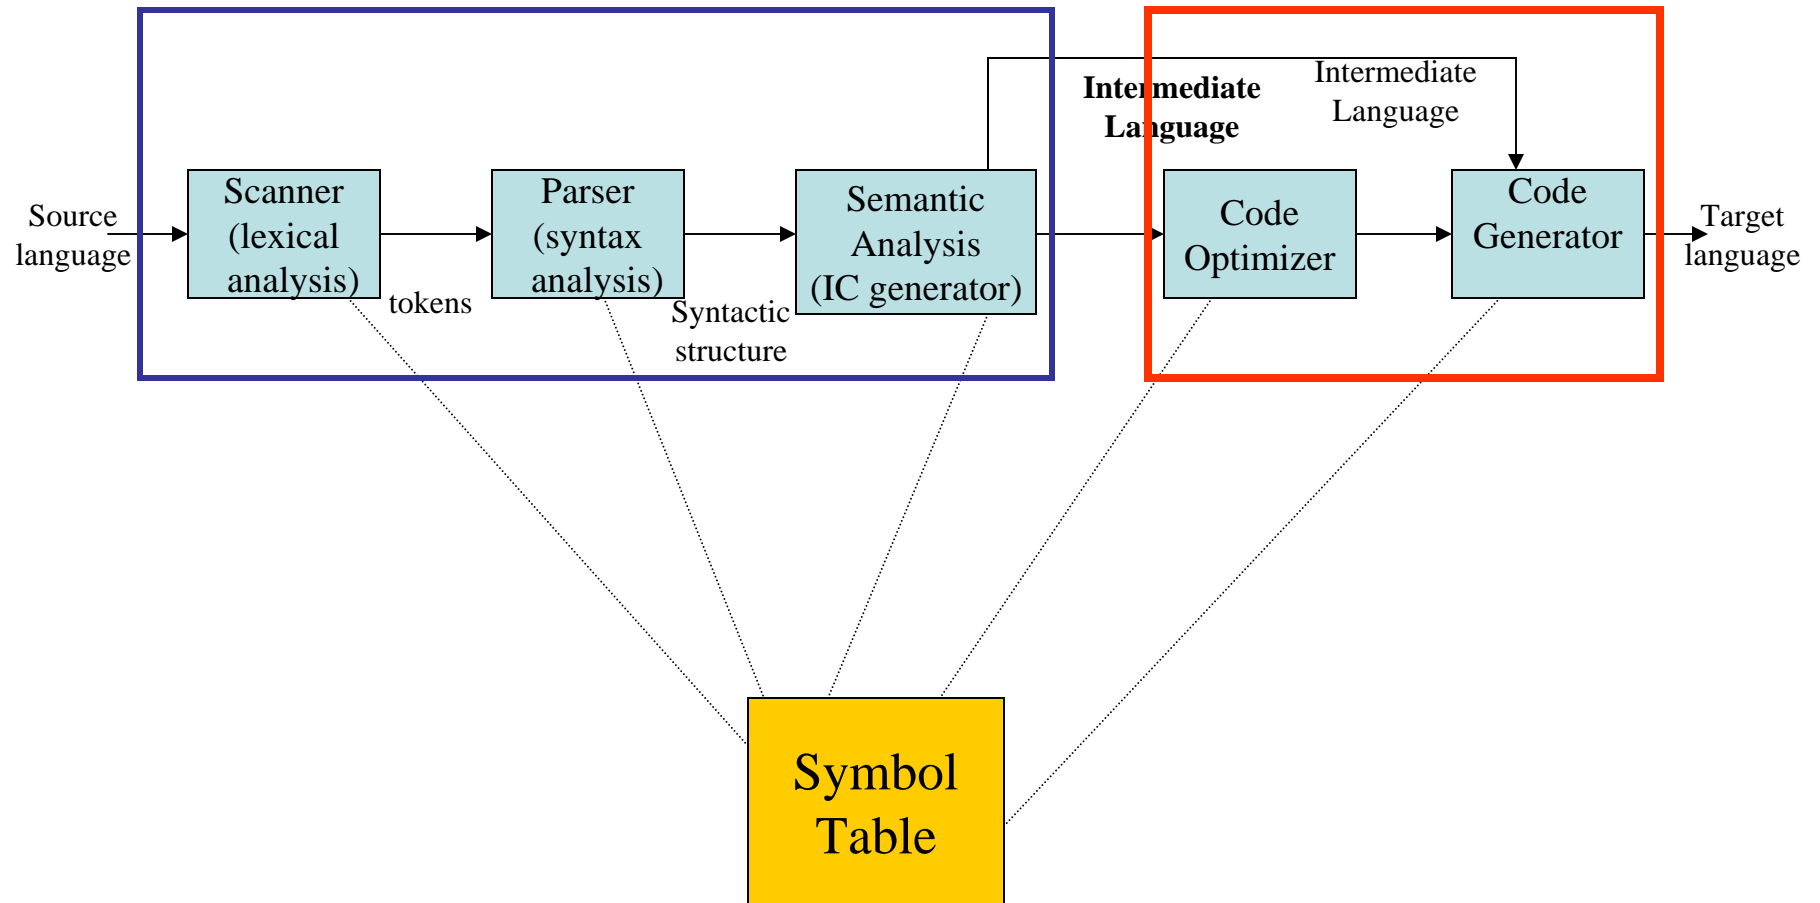 Intermediate
Language
Intermediate
Language
Source
language
Scanner
(lexical
analysis)
tokens
Parser
(syntax
analysis)
Syntactic
structure
Semantic
Analysis
(IC generator)
Code
Optimizer
Code
Generator
Target
language
Symbol
Table